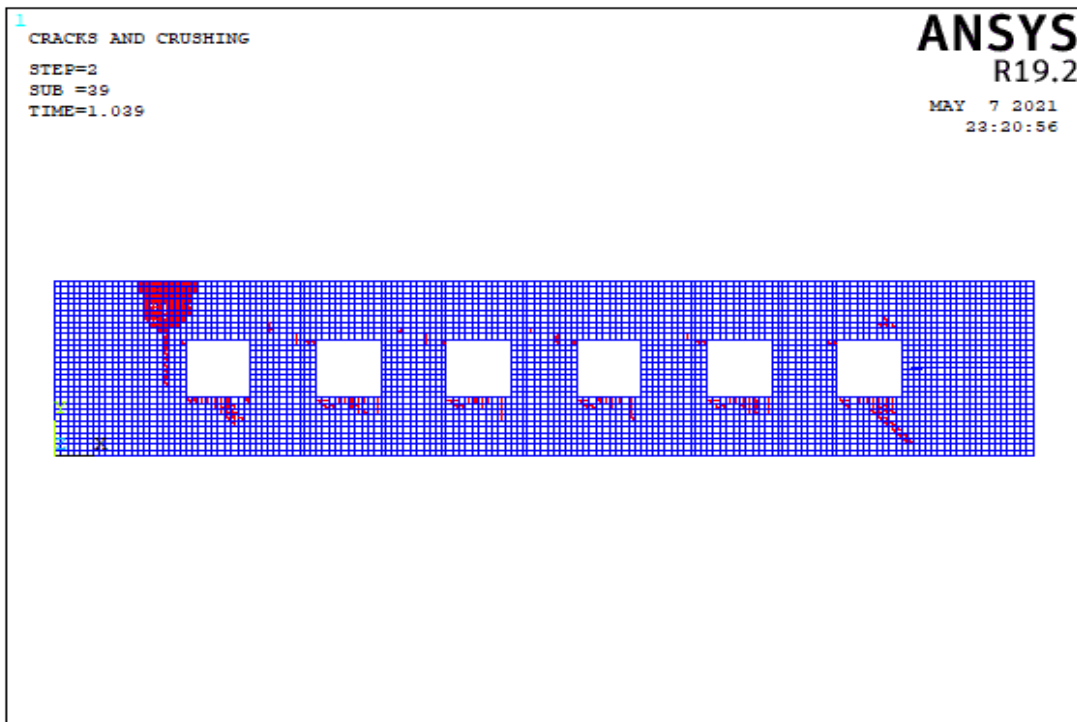 1
CRACKS AND CRUSHING
STEP=2
SUB =39
TIME=1.039
ANSYS
R19.2
MAY  7 2021
23:20:56
X